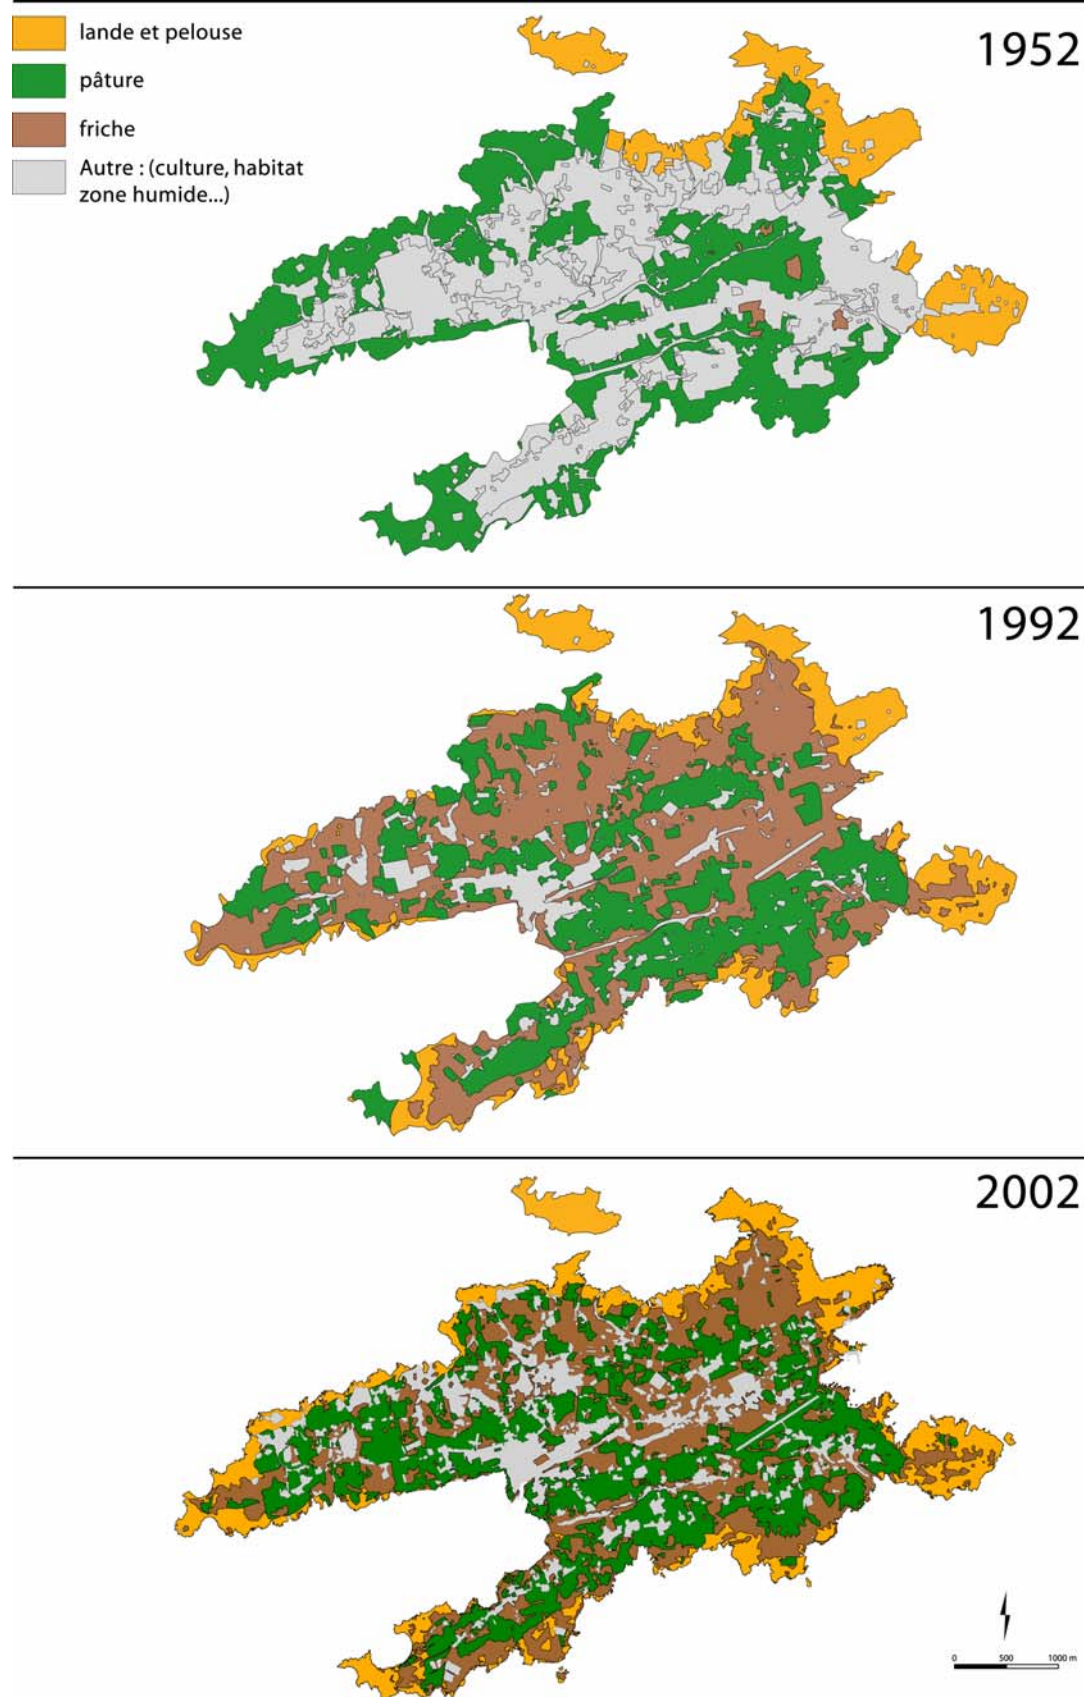 lande et pelouse
1952
pâture
friche
Autre : (culture, habitat
zone humide...)
1992
2002
0 500 1000 m